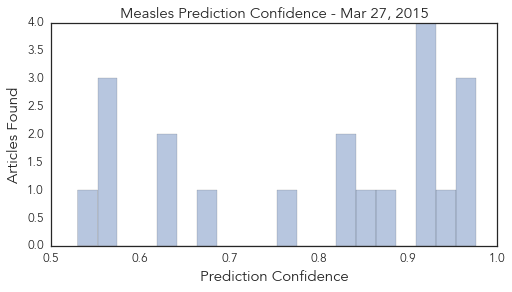 Measles Prediction Confidence - Mar 27, 2015
4.0
3.5
3.0
2.5
2.0
1.5
1.0
0.5
0.0
Articles Found
0.5 0.6 0.7 0.8 0.9 1.0
Prediction Confidence